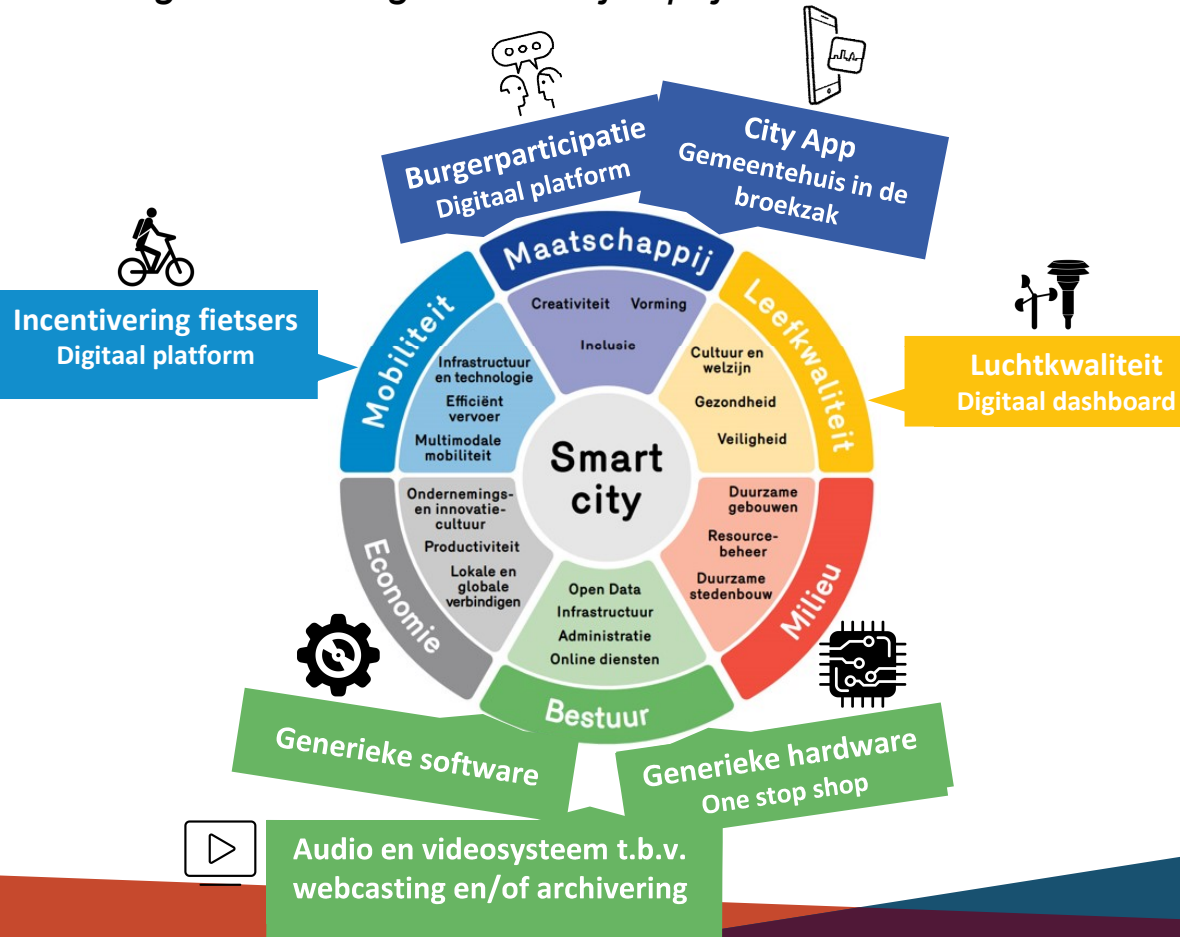 Burgerparticipatie
Digitaal platform
City App
Gemeentehuis in de
broekzak
Incentivering fietsers
Digitaal platform
Luchtkwaliteit
Digitaal dashboard
Maatschappij
Creativiteit Vorming
Inclusie
Mobiliteit
Infrastructuur
en technologie
Efficiënt
vervoer
Multimodale
mobiliteit
Leefkwaliteit
Cultuur en
welzijn
Gezondheid
Veiligheid
Smart
city
Economie
Ondernemings-
en innovatie-
cultuur
Productiviteit
Lokale en
globale
verbindigen
Milieu
Duurzame
gebouwen
Resource-
beheer
Duurzame
stedenbouw
Open Data
Infrastructuur
Administratie
Online diensten
Bestuur
Generieke software
Generieke hardware
One stop shop
Audio en videosysteem t.b.v.
webcasting en/of archivering